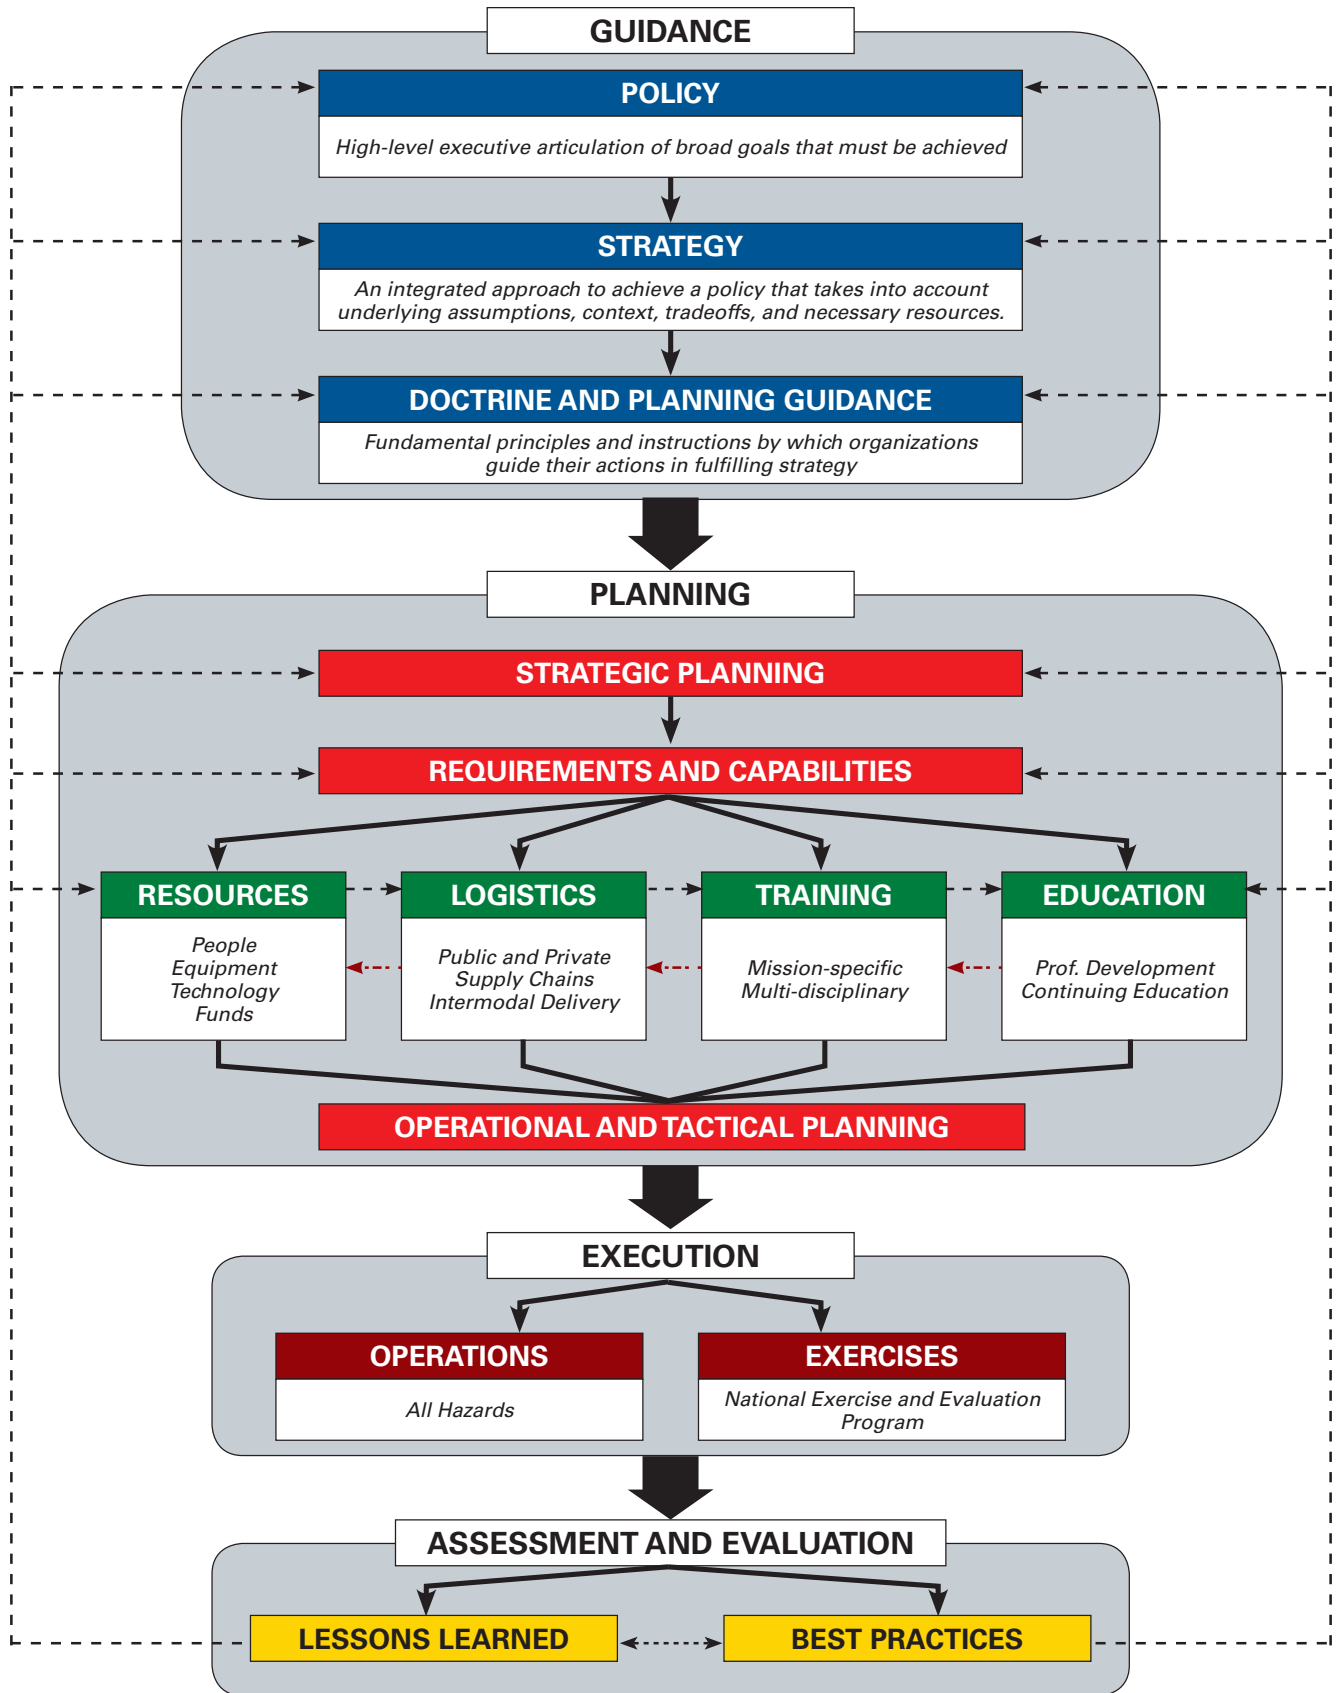 GUIDANCE
POLICY
High-level executive articulation of broad goals that must be achieved
STRATEGY
An integrated approach to achieve a policy that takes into account
underlying assumptions, context, tradeoffs, and necessary resources.
DOCTRINE AND PLANNING GUIDANCE
Fundamental principles and instructions by which organizations
guide their actions in fulfilling strategy
PLANNING
STRATEGIC PLANNING
REQUIREMENTS AND CAPABILITIES
RESOURCES
People
Equipment
Technology
Funds
LOGISTICS
Public and Private
Supply Chains
Intermodal Delivery
TRAINING
Mission-specific
Multi-disciplinary
EDUCATION
Prof. Development
Continuing Education
OPERATIONAL AND TACTICAL PLANNING
EXECUTION
OPERATIONS
All Hazards
EXERCISES
National Exercise and Evaluation
Program
ASSESSMENT AND EVALUATION
LESSONS LEARNED
BEST PRACTICES